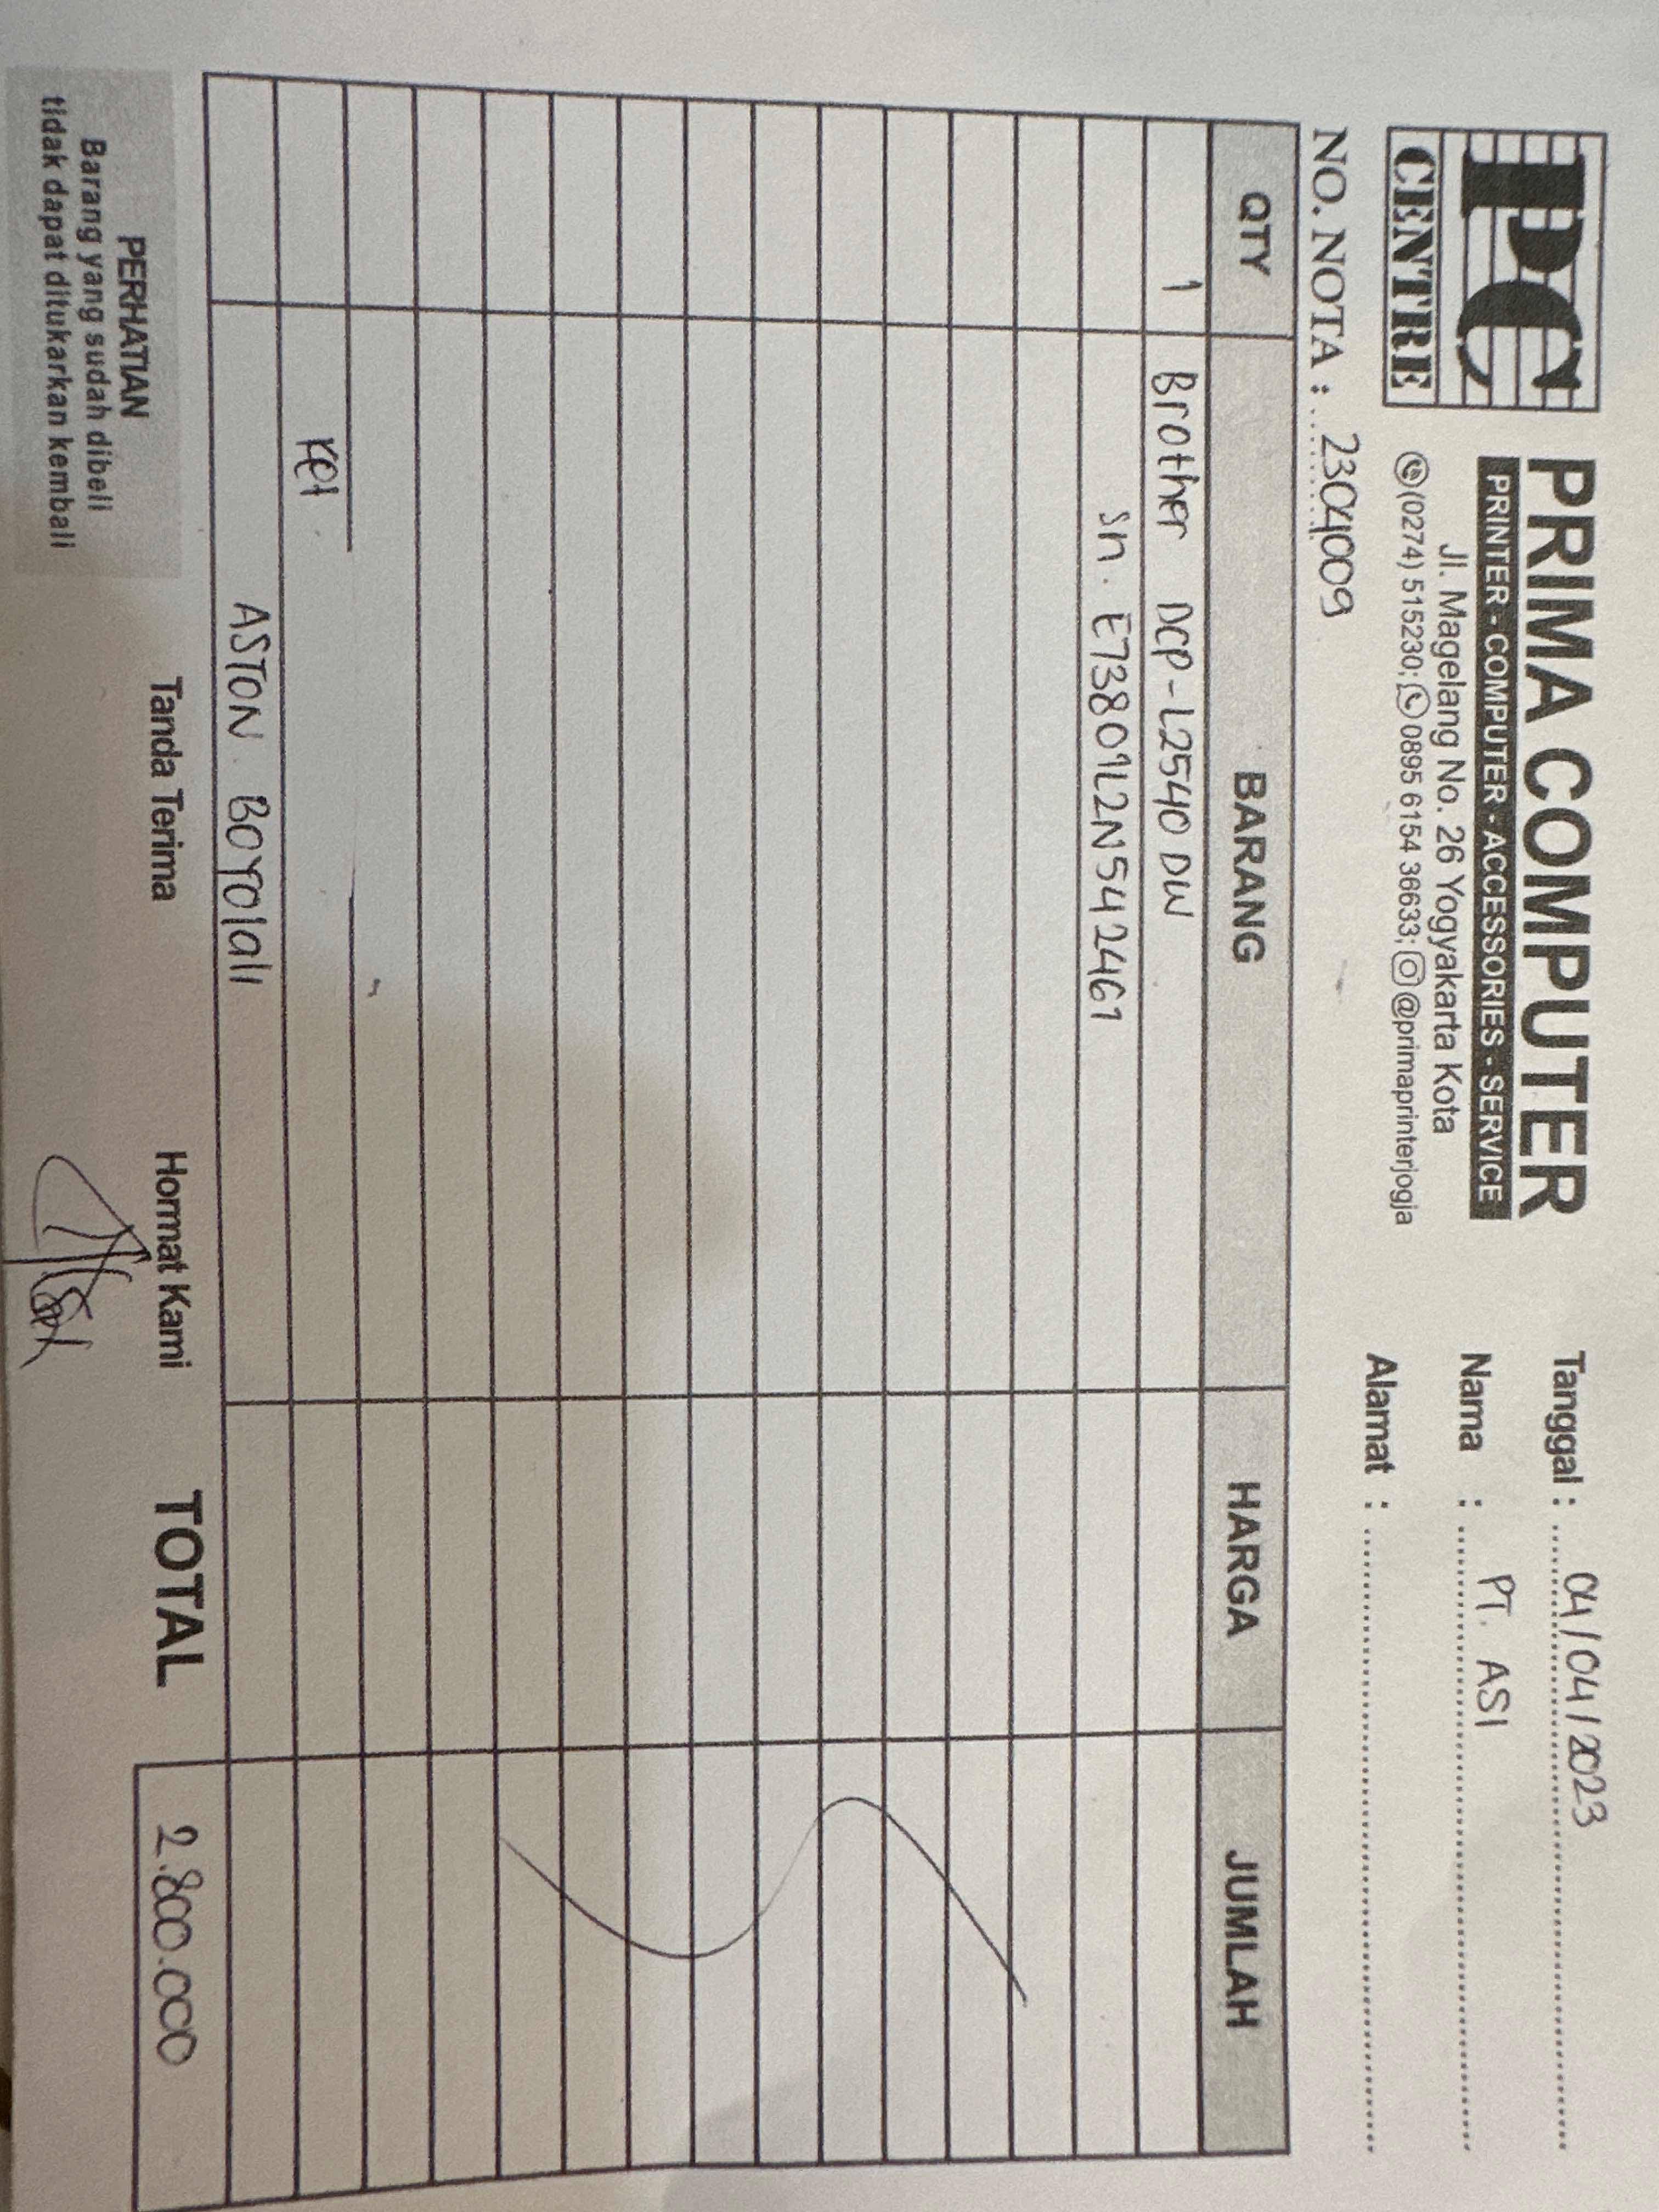 PC
CENTRE
PRIMA COMPUTER
PRINTER - COMPUTER - ACCESSORIES - SERVICE
Jl. Magelang No. 26 Yogyakarta Kota
(0274) 515230; 0895 6154 36633; @primaprinterjogja
Tanggal : 04/04/2023
Nama : PT. ASI
Alamat :
NO. NOTA : 2304009
QTY BARANG HARGA JUMLAH
1 Brother DCP-L2540 DW
Sn. E73809L2N542461
Ket
ASTON BOYOlali
PERHATIAN
Barang yang sudah dibeli
tidak dapat ditukarkan kembali
Tanda Terima
Hormat Kami
TOTAL 2.800.000